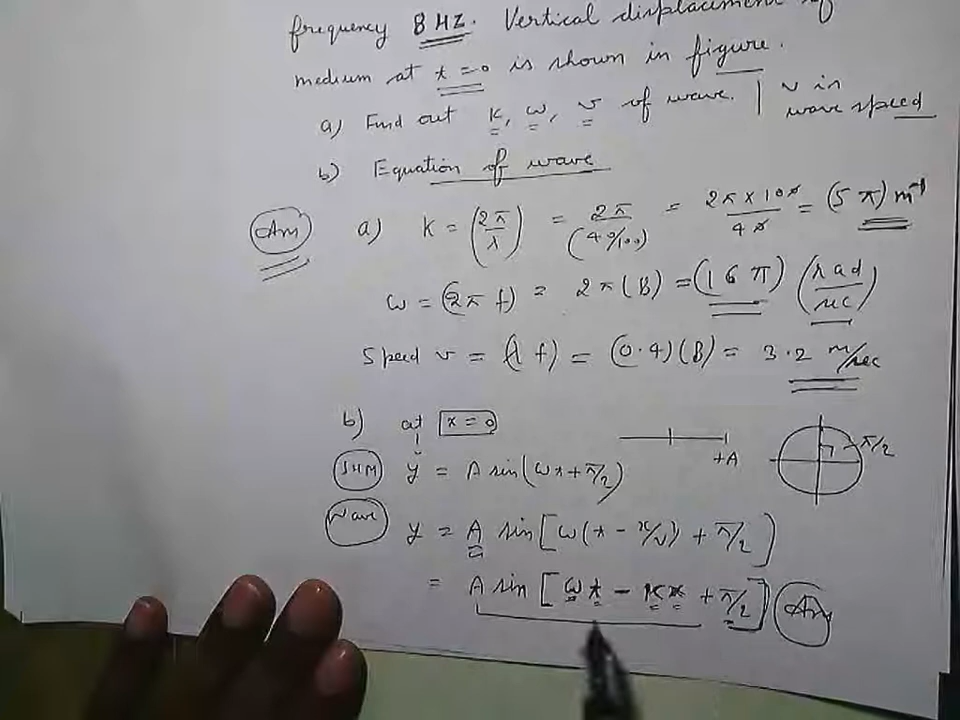 frequency 8 HZ. Vertical displacement of
medium at t=0 is shown in figure.
a) Find out K, ω, v of wave. | v in
wave speed
b) Equation of wave
Ans a) K = (2π/λ) = 2π/(40/100) = 2π×100/40 = (5π) m⁻¹
ω = (2π f) = 2π(8) = (16π) (rad/sec)
Speed v = (λ f) = (0.4)(8) = 3.2 m/sec
b) at x=0
+A
π/2
SHM y = A sin(ωt+π/2)
Wave y = A sin[ω(t - x/v) + π/2]
= A sin [ωt - Kx + π/2] Ans